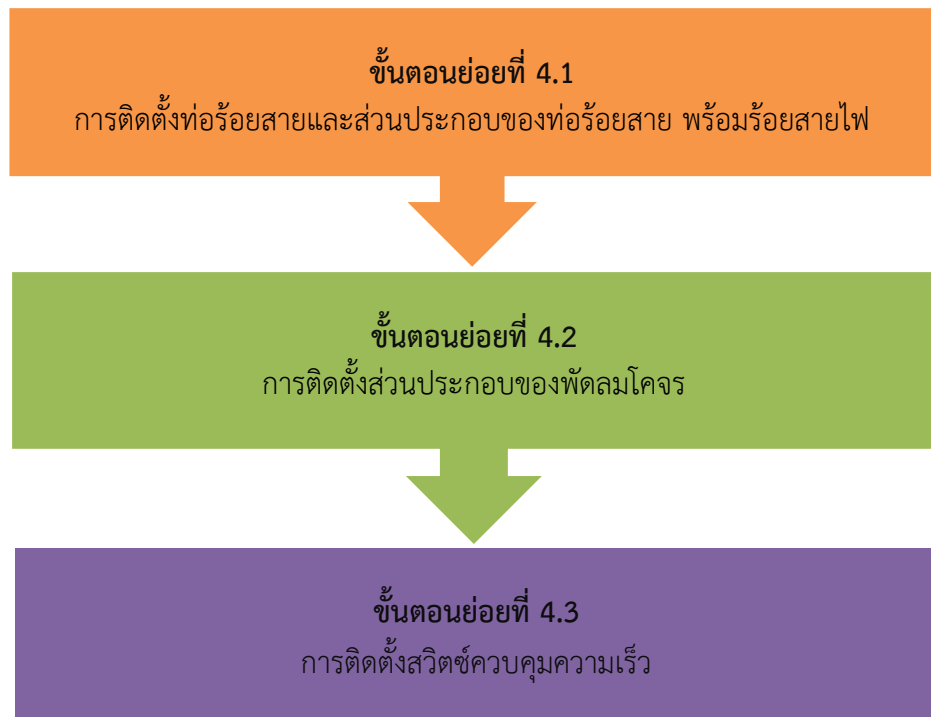 ขั้นตอนย่อยที่ 4.1
การติดตั้งท่อร้อยสายและส่วนประกอบของท่อร้อยสาย พร้อมร้อยสายไฟ
ขั้นตอนย่อยที่ 4.2
การติดตั้งส่วนประกอบของพัดลมโคจร
ขั้นตอนย่อยที่ 4.3
การติดตั้งสวิตซ์ควบคุมความเร็ว